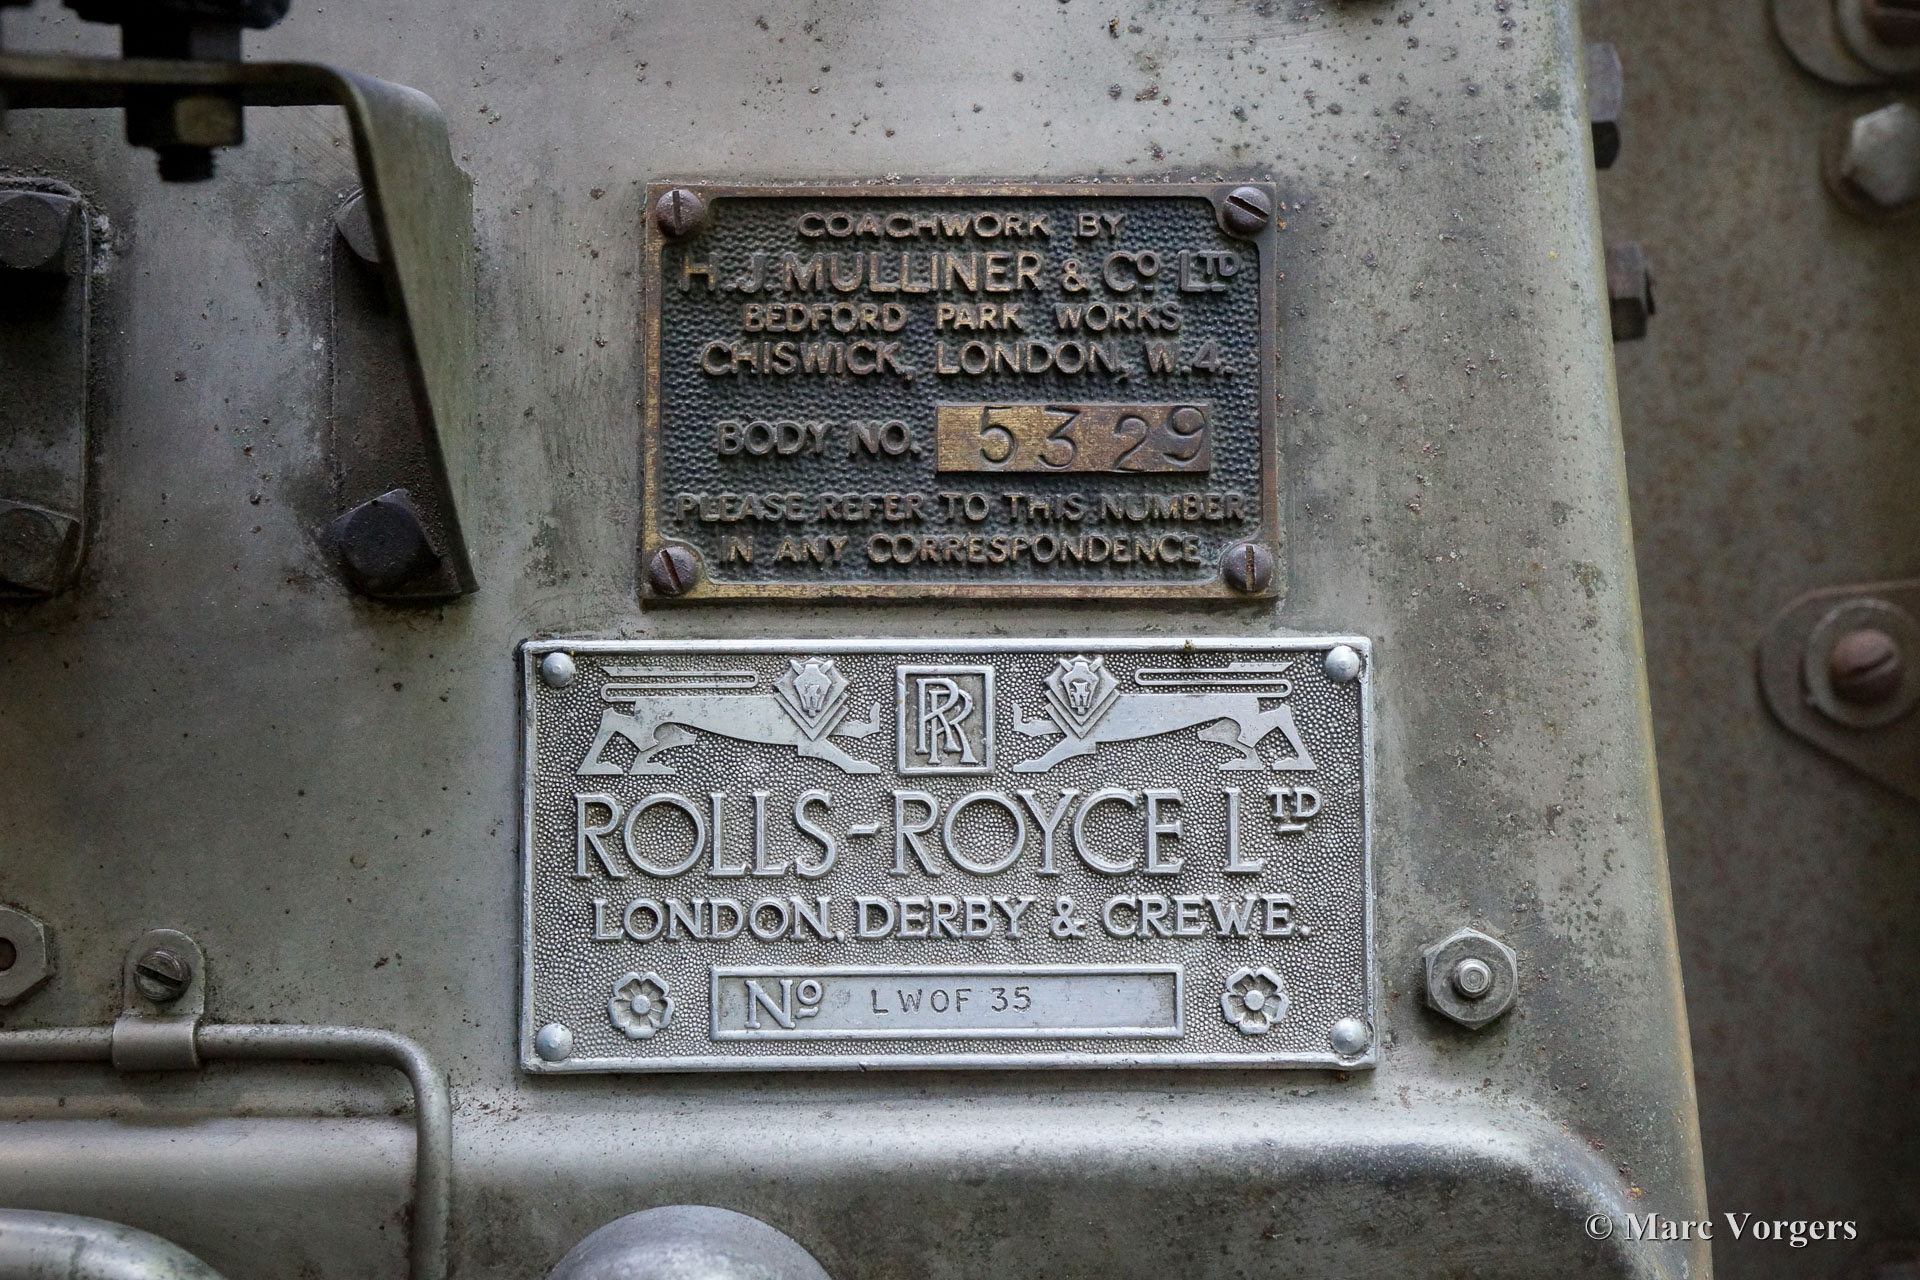 COACHWORK BY
H. J. MULLINER & Cº LTD
BEDFORD PARK WORKS
CHISWICK, LONDON, W.4.
BODY NO. 5329
PLEASE REFER TO THIS NUMBER
IN ANY CORRESPONDENCE
RR
ROLLS-ROYCE LTD
LONDON, DERBY & CREWE.
Nº LWOF 35
© Marc Vorgers